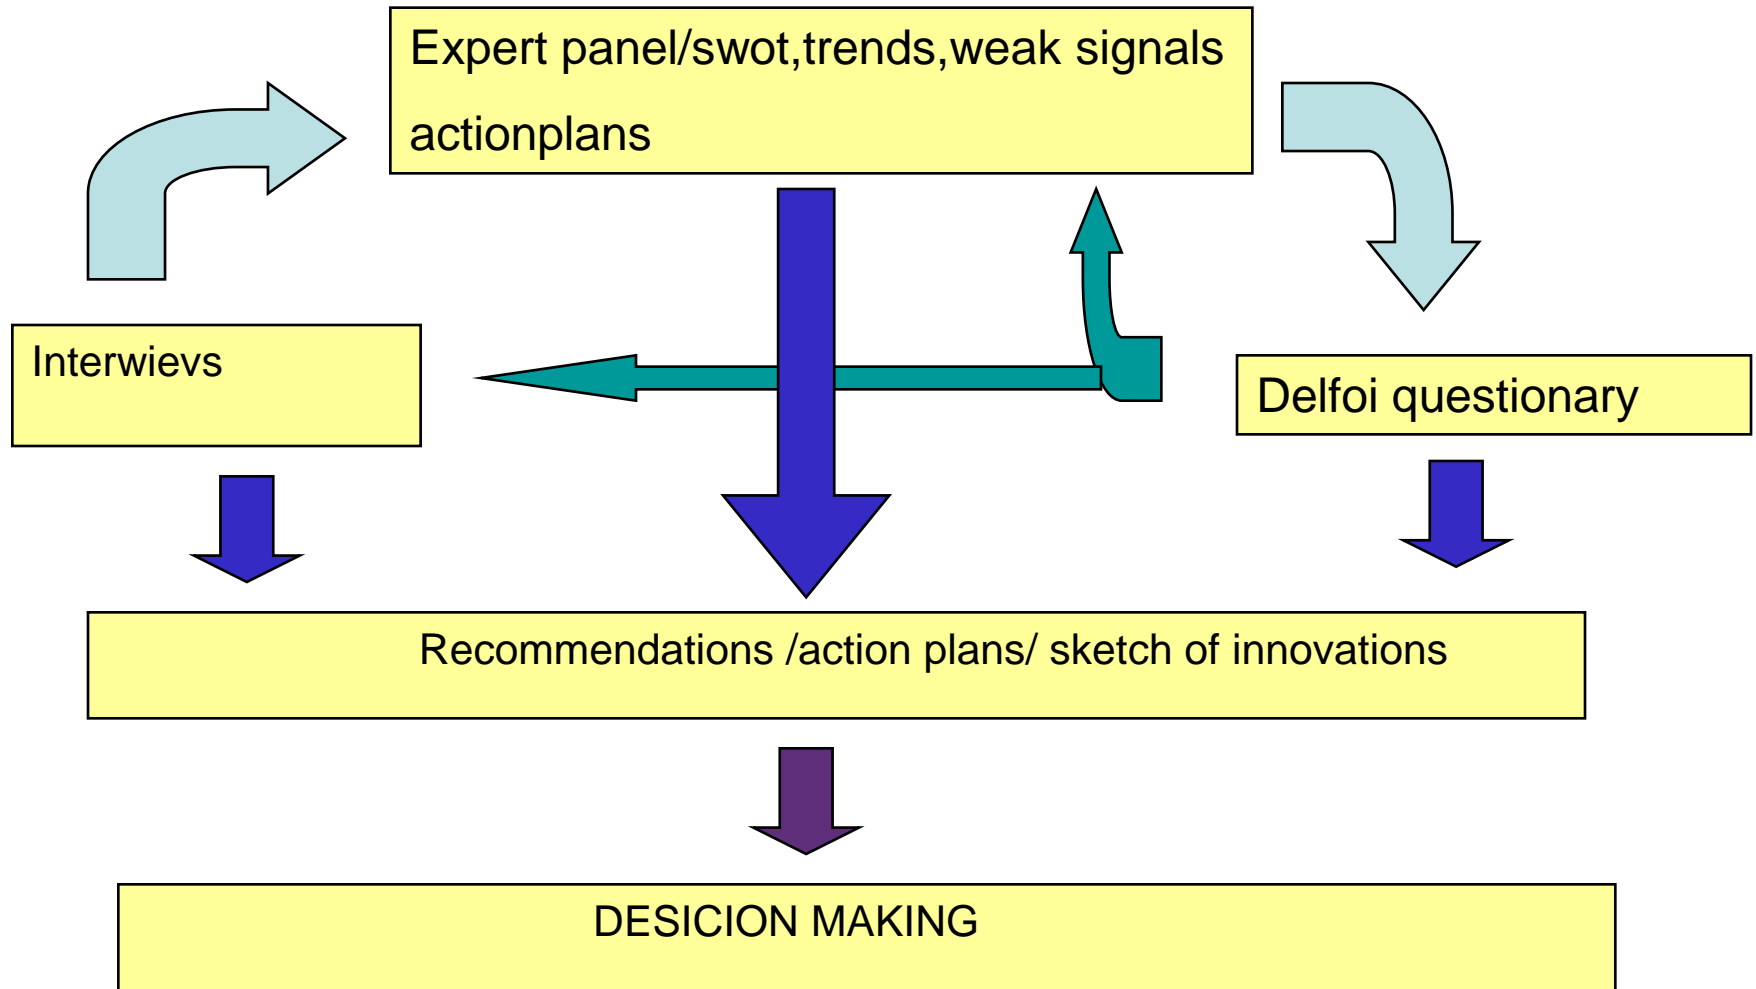 Expert panel/swot,trends,weak signals
actionplans
Interwievs
Delfoi questionary
Recommendations /action plans/ sketch of innovations
DESICION MAKING